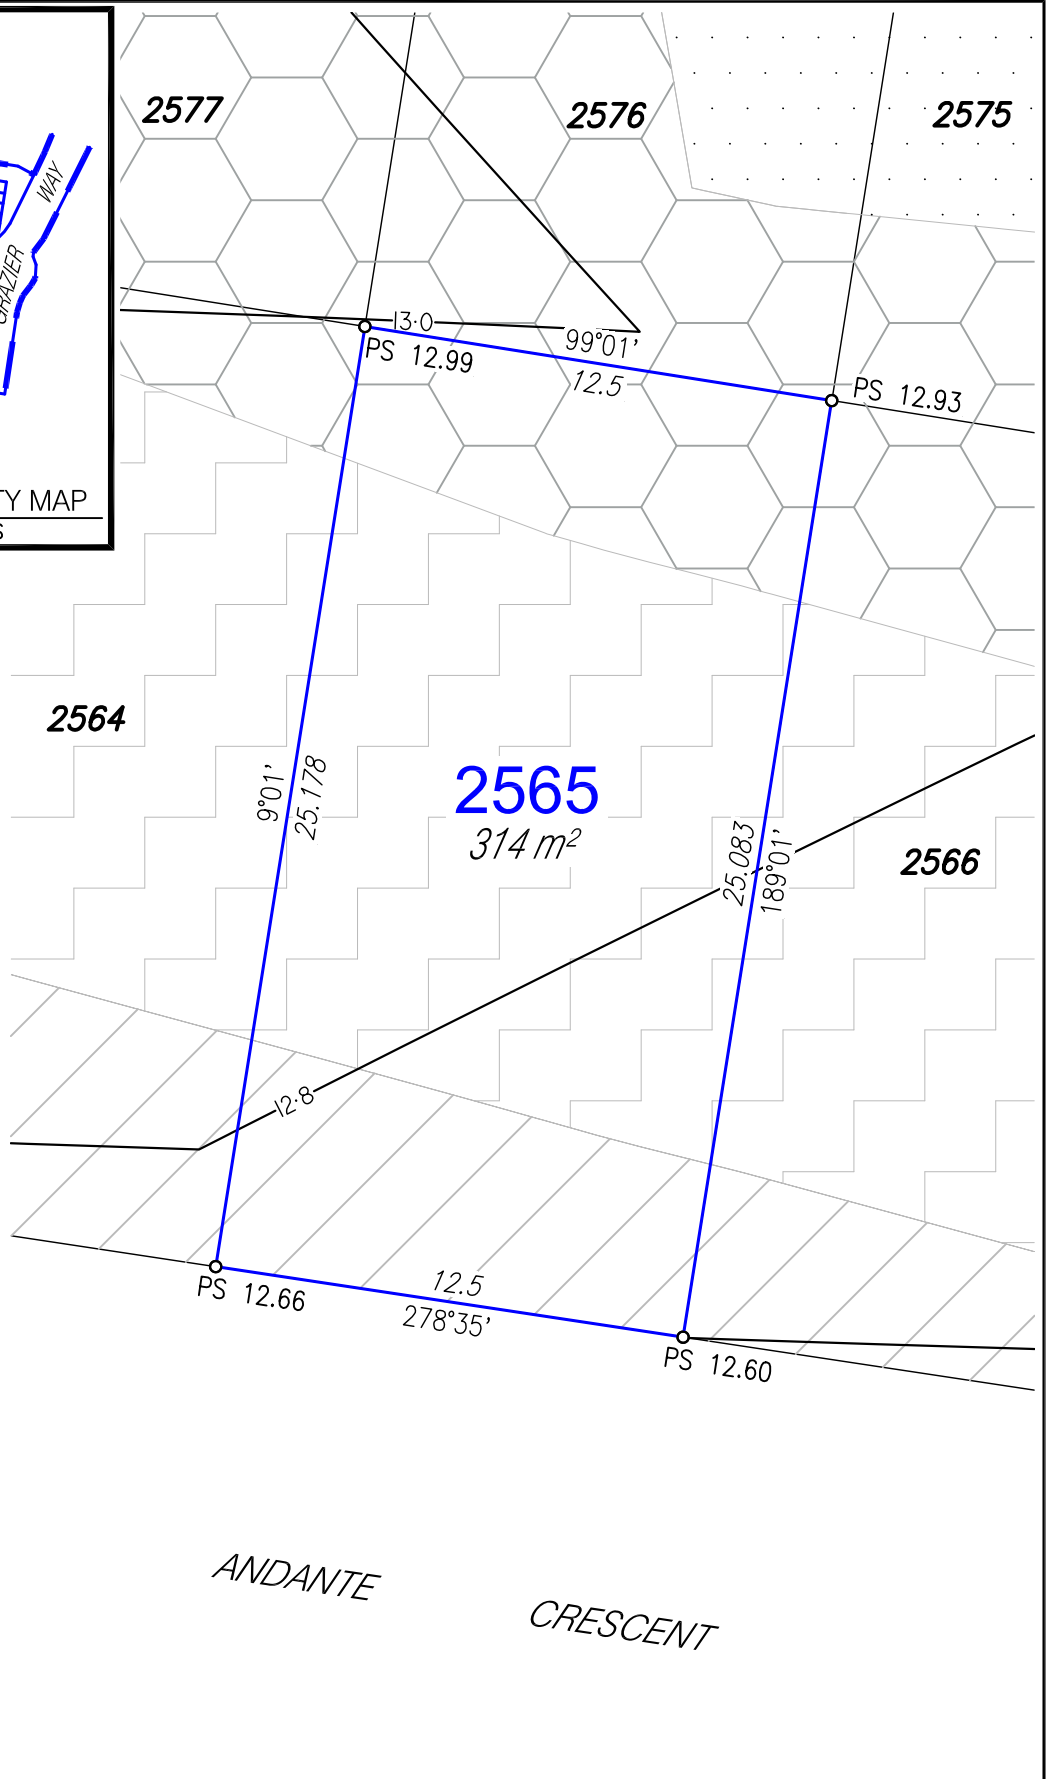 2577
2576
2575
WAY
GRAZIER
13·0
99°01'
PS 12.99
12.5
PS 12.93
TY MAP
S
2564
9°01'
25.178
2565
314 m²
25.083
189°01'
2566
12·8
PS 12.66
12.5
278°35'
PS 12.60
ANDANTE
CRESCENT